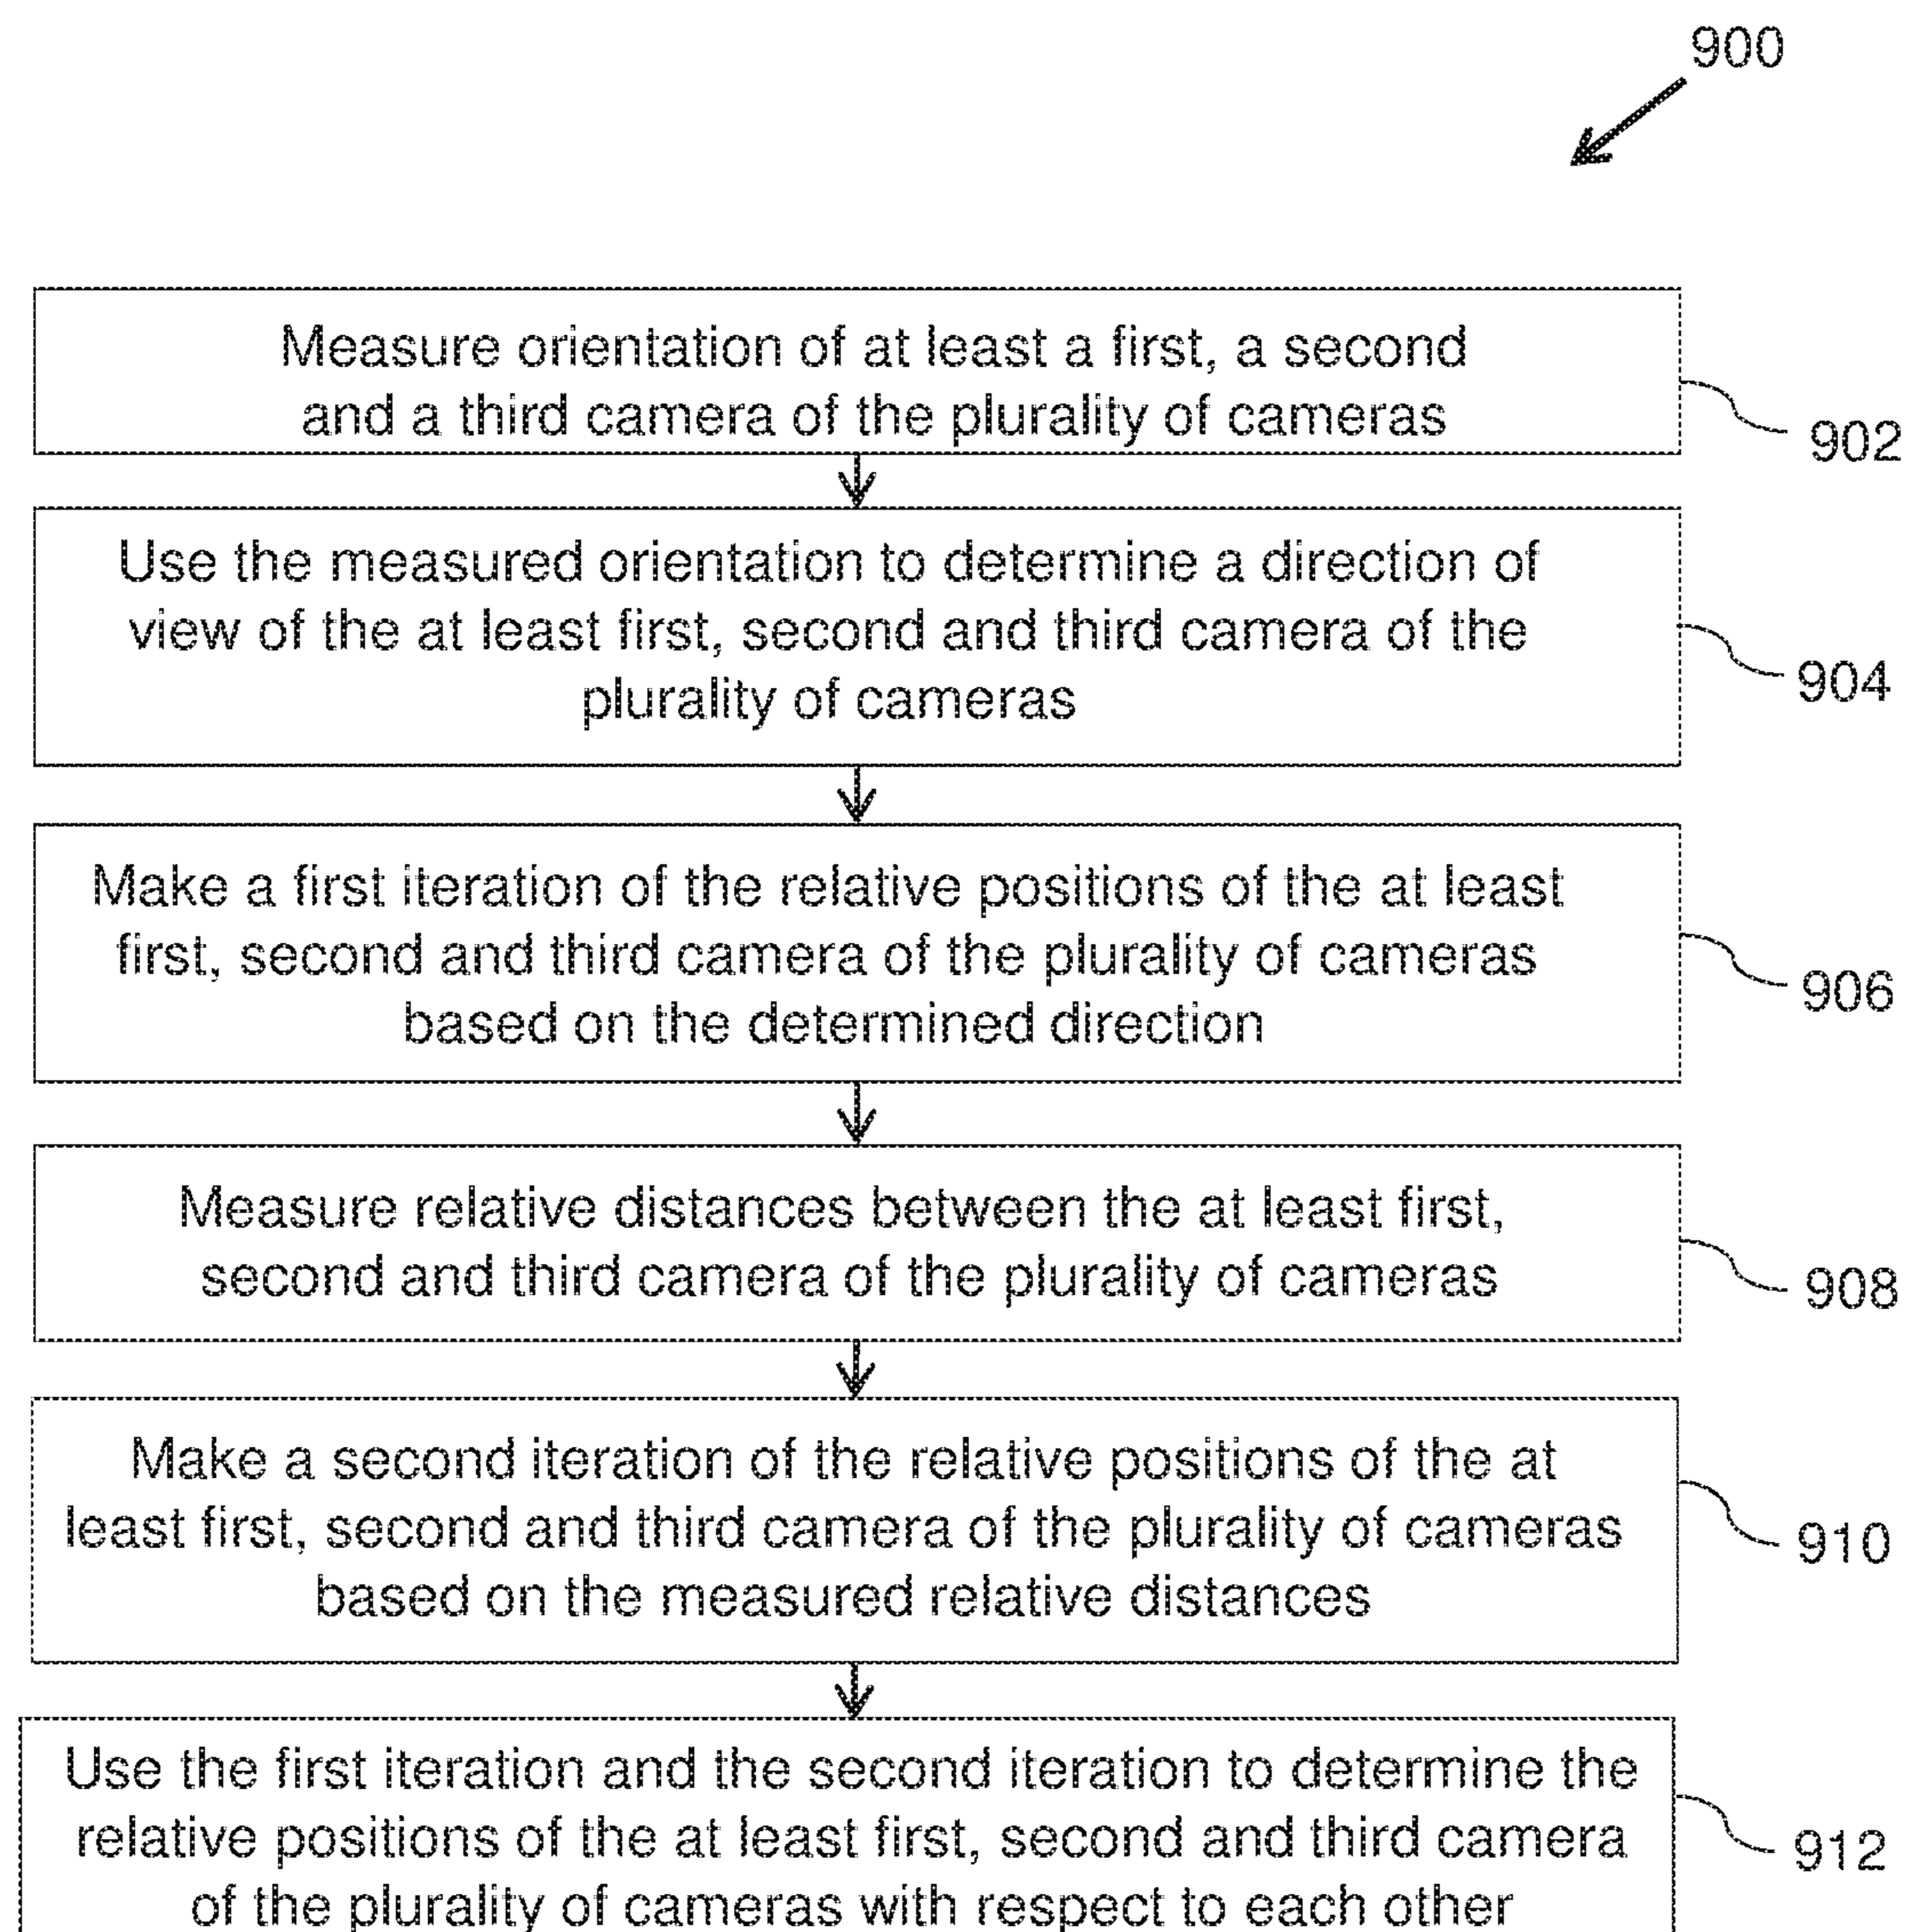 900
Measure orientation of at least a first, a second
and a third camera of the plurality of cameras
902
Use the measured orientation to determine a direction of
view of the at least first, second and third camera of the
plurality of cameras
904
Make a first iteration of the relative positions of the at least
first, second and third camera of the plurality of cameras
based on the determined direction
906
Measure relative distances between the at least first,
second and third camera of the plurality of cameras
908
Make a second iteration of the relative positions of the at
least first, second and third camera of the plurality of cameras
based on the measured relative distances
910
Use the first iteration and the second iteration to determine the
relative positions of the at least first, second and third camera
of the plurality of cameras with respect to each other
912